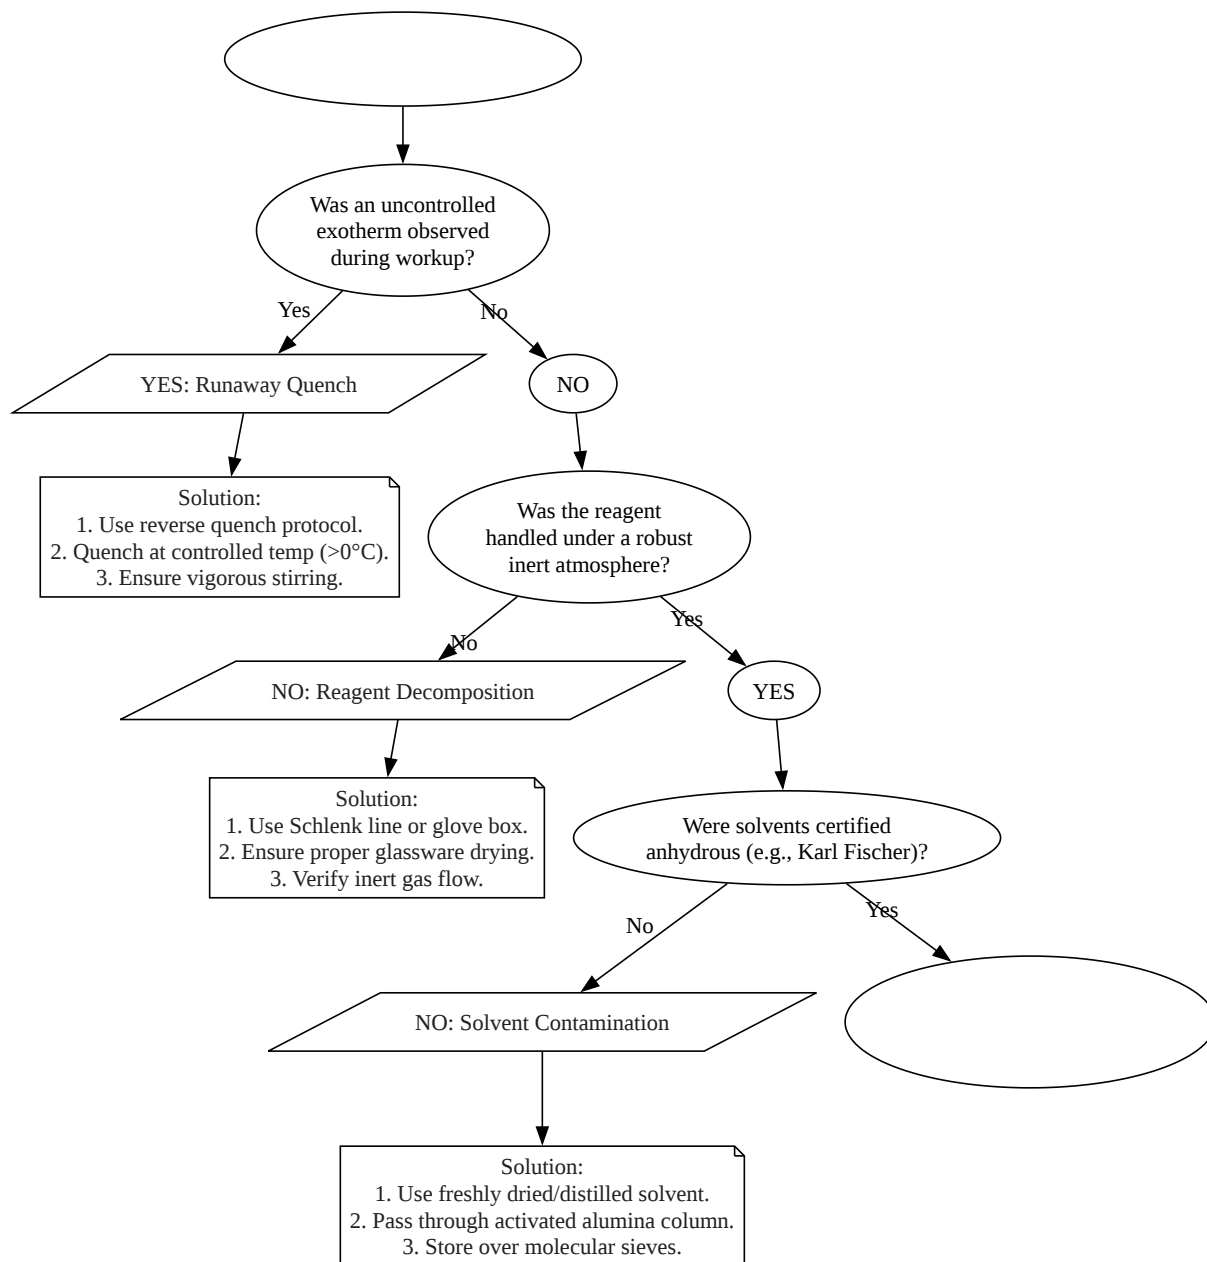 Was an uncontrolled
exotherm observed
during workup?
Yes
No
YES: Runaway Quench
NO
Solution:
1. Use reverse quench protocol.
2. Quench at controlled temp (>0°C).
3. Ensure vigorous stirring.
Was the reagent
handled under a robust
inert atmosphere?
No
Yes
NO: Reagent Decomposition
YES
Solution:
1. Use Schlenk line or glove box.
2. Ensure proper glassware drying.
3. Verify inert gas flow.
Were solvents certified
anhydrous (e.g., Karl Fischer)?
No
Yes
NO: Solvent Contamination
Solution:
1. Use freshly dried/distilled solvent.
2. Pass through activated alumina column.
3. Store over molecular sieves.